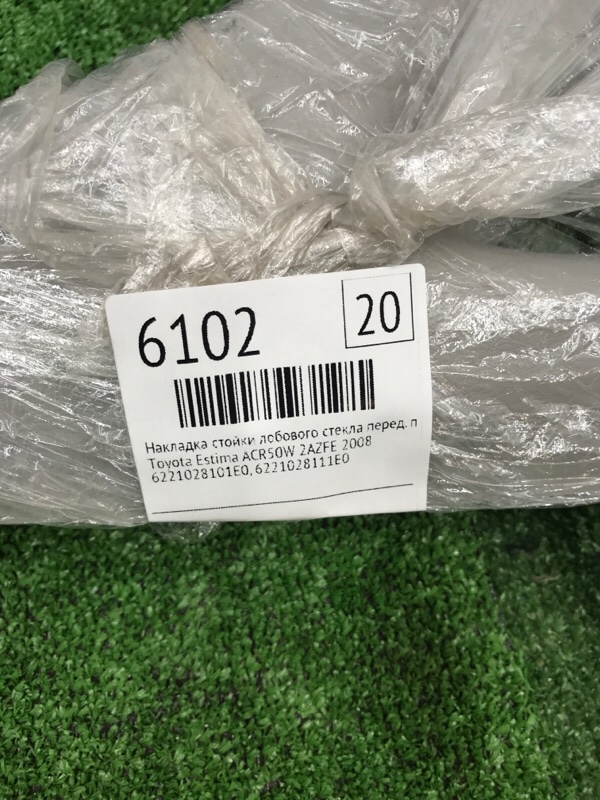 6102
20
Накладка стойки лобового стекла перед. п
Toyota Estima ACR50W 2AZFE 2008
6221028101E0, 6221028111E0